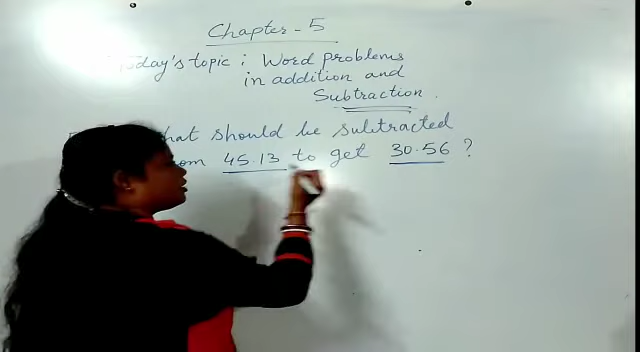 Chapter - 5
Today's topic : Word problems
in addition and
Subtraction.
that should be subtracted
from 45.13 to get 30.56 ?